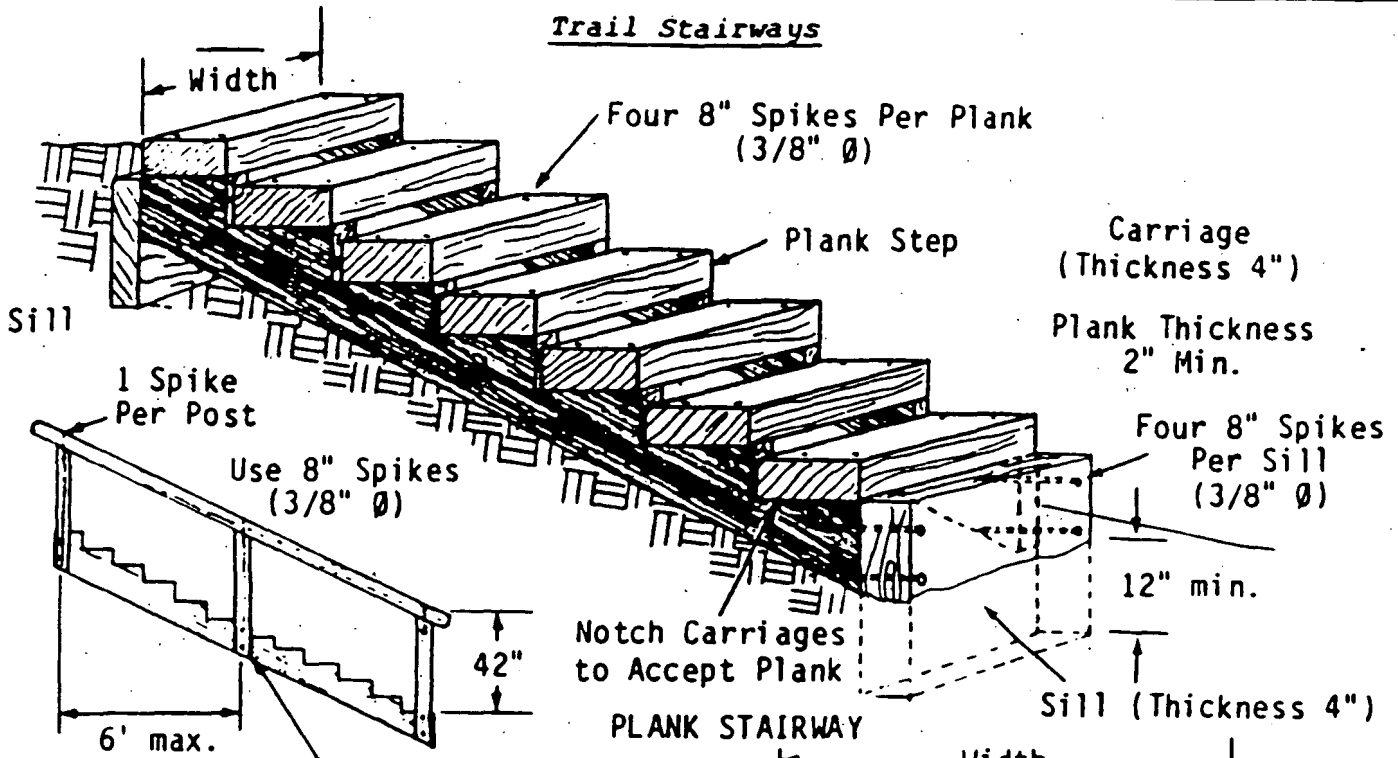 Trail Stairways
Width
Four 8" Spikes Per Plank
(3/8" Ø)
Plank Step
Carriage
(Thickness 4")
Plank Thickness
2" Min.
Sill
1 Spike
Per Post
Use 8" Spikes
(3/8" Ø)
Four 8" Spikes
Per Sill
(3/8" Ø)
12" min.
42"
6' max.
Notch Carriages
to Accept Plank
Sill (Thickness 4")
PLANK STAIRWAY
Width